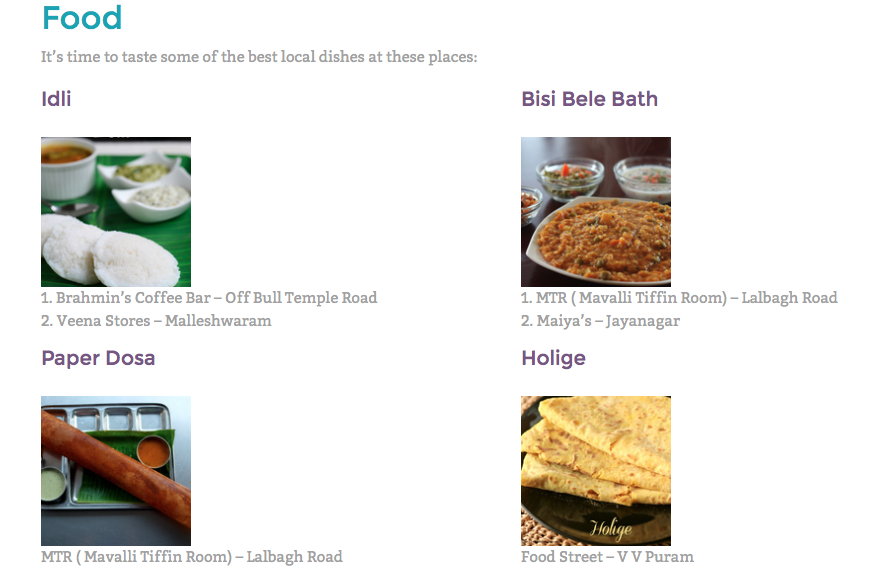 Food
It's time to taste some of the best local dishes at these places:
Idli
1. Brahmin's Coffee Bar – Off Bull Temple Road
2. Veena Stores – Malleshwaram
Bisi Bele Bath
1. MTR ( Mavalli Tiffin Room) – Lalbagh Road
2. Maiya's – Jayanagar
Paper Dosa
MTR ( Mavalli Tiffin Room) – Lalbagh Road
Holige
Holige
Food Street – V V Puram